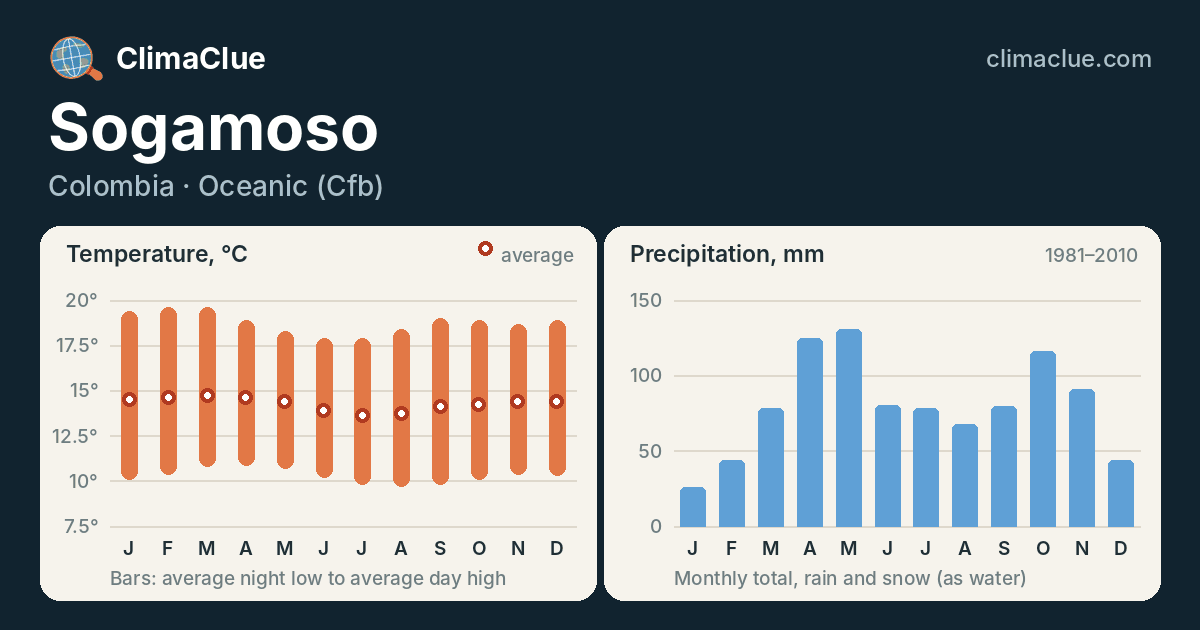 ClimaClue
climaclue.com
Sogamoso
Colombia · Oceanic (Cfb)
Temperature, °C
average
20°
17.5°
15°
12.5°
10°
7.5°
J F M A M J J A S O N D
Bars: average night low to average day high
Precipitation, mm
1981–2010
150
100
50
0
J F M A M J J A S O N D
Monthly total, rain and snow (as water)